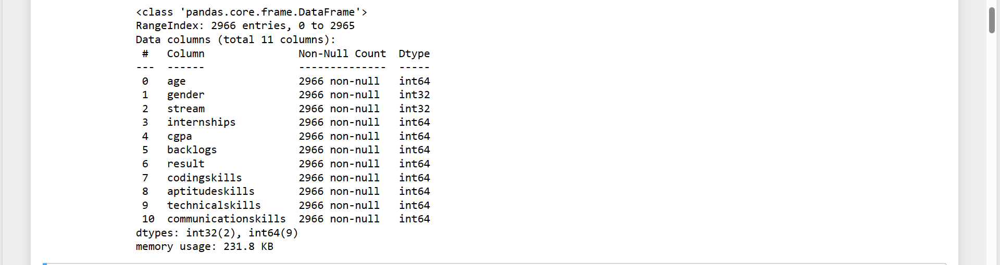 <class 'pandas.core.frame.DataFrame'>
RangeIndex: 2966 entries, 0 to 2965
Data columns (total 11 columns):
 #   Column               Non-Null Count  Dtype
---  ------               --------------  -----
 0   age                  2966 non-null   int64
 1   gender               2966 non-null   int32
 2   stream               2966 non-null   int32
 3   internships          2966 non-null   int64
 4   cgpa                 2966 non-null   int64
 5   backlogs             2966 non-null   int64
 6   result               2966 non-null   int64
 7   codingskills         2966 non-null   int64
 8   aptitudeskills       2966 non-null   int64
 9   technicalskills      2966 non-null   int64
 10  communicationskills  2966 non-null   int64
dtypes: int32(2), int64(9)
memory usage: 231.8 KB